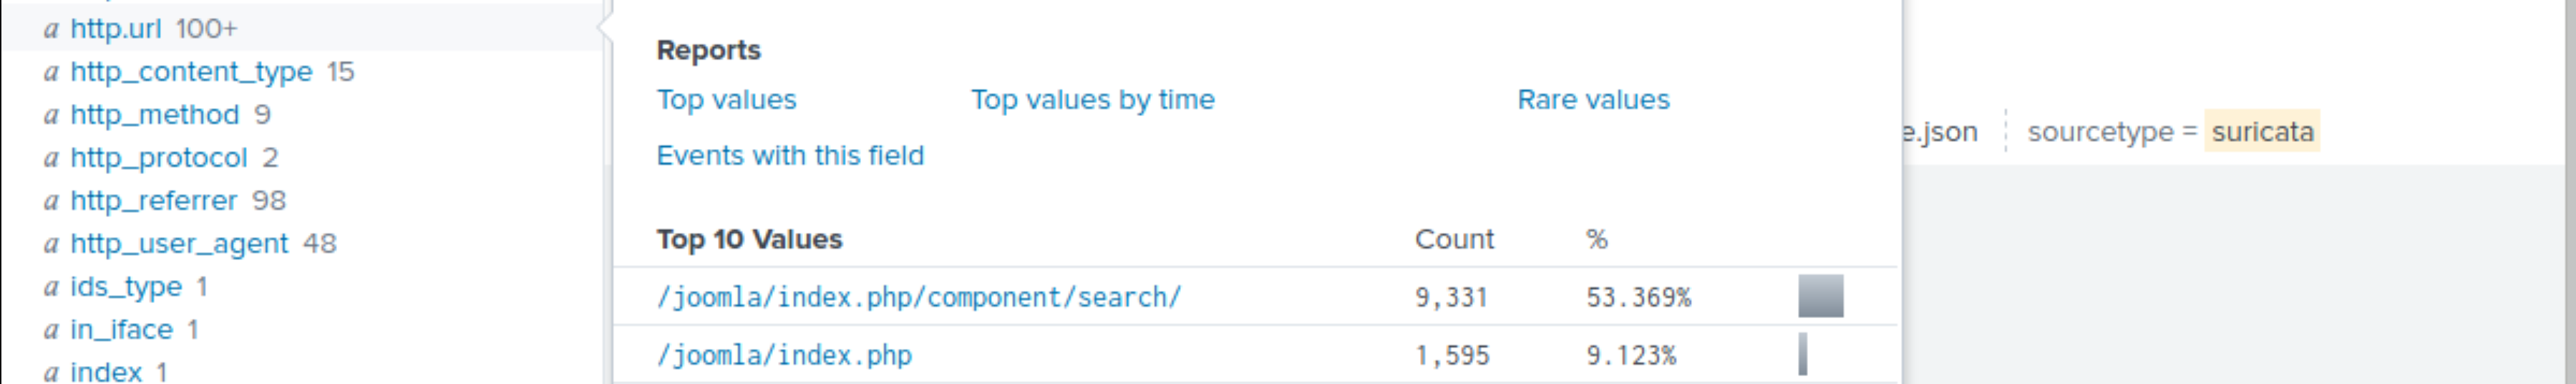 a http.url 100+
a http_content_type 15
a http_method 9
a http_protocol 2
a http_referrer 98
a http_user_agent 48
a ids_type 1
a in_iface 1
a index 1
Reports
Top values Top values by time Rare values
Events with this field
Top 10 Values Count %
/joomla/index.php/component/search/ 9,331 53.369%
/joomla/index.php 1,595 9.123%
e.json sourcetype = suricata